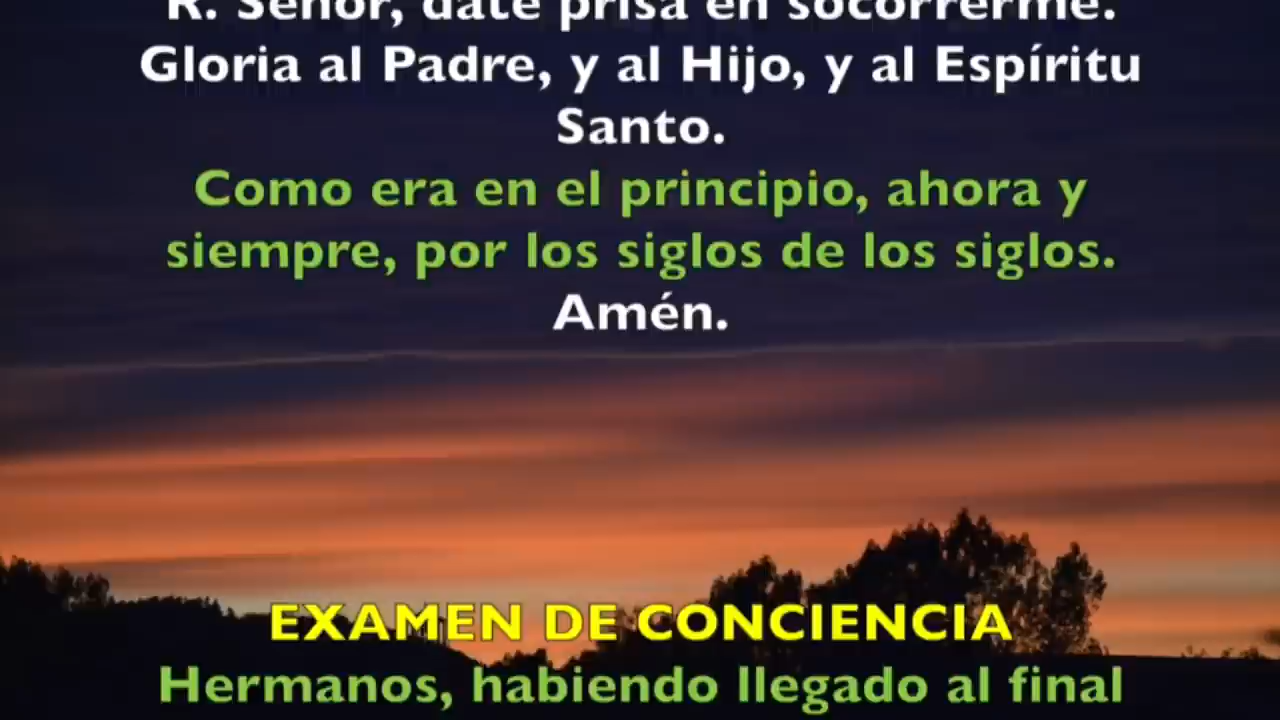 R. Señor, date prisa en socorrerme.
Gloria al Padre, y al Hijo, y al Espíritu
Santo.
Como era en el principio, ahora y
siempre, por los siglos de los siglos.
Amén.
EXAMEN DE CONCIENCIA
Hermanos, habiendo llegado al final